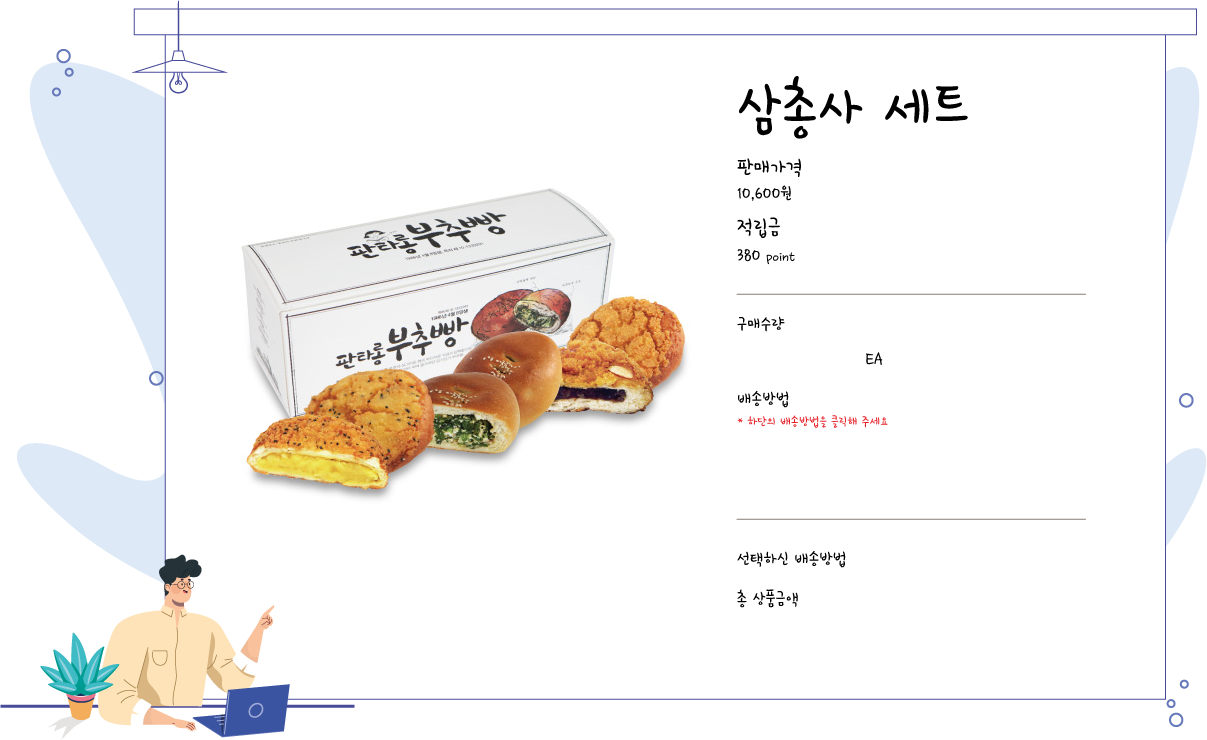 삼총사 세트
판매가격
10,600원
적립금
380 point
구매수량
EA
배송방법
* 하단의 배송방법을 클릭해 주세요
선택하신 배송방법
총 상품금액
판타롱 부추빵
판타롱 부추빵